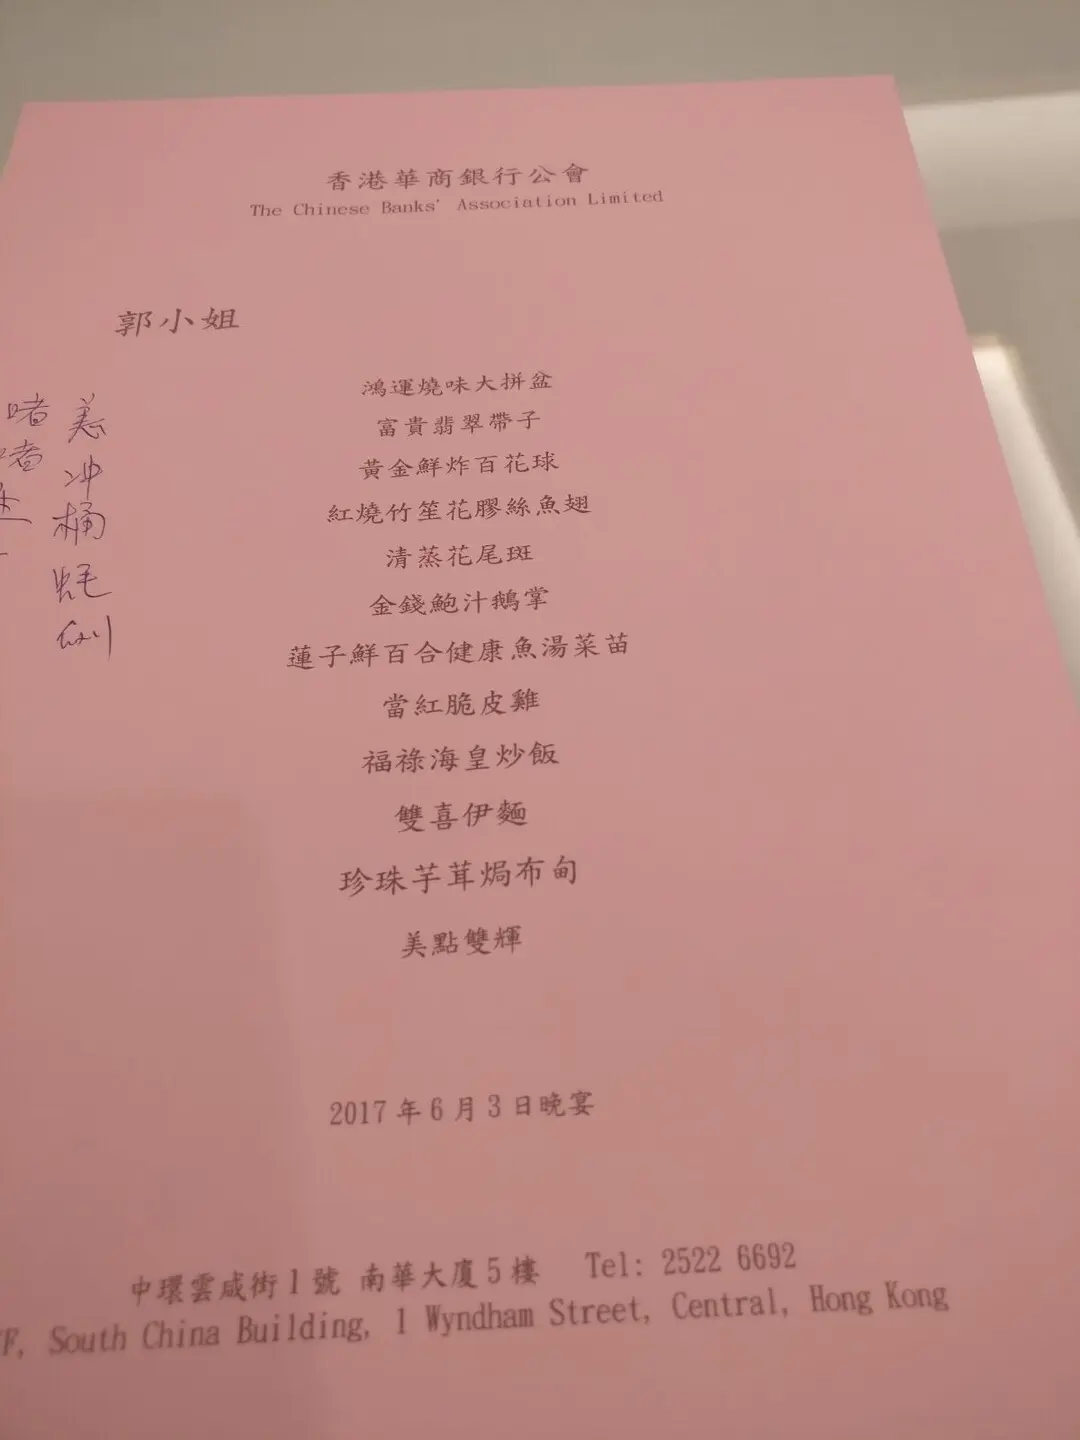 香港華商銀行公會
The Chinese Banks' Association Limited
郭小姐
鴻運燒味大拼盆
富貴翡翠帶子
黃金鮮炸百花球
紅燒竹笙花膠絲魚翅
清蒸花尾斑
金錢鮑汁鵝掌
蓮子鮮百合健康魚湯菜苗
當紅脆皮雞
福祿海皇炒飯
雙喜伊麵
珍珠芋茸焗布甸
美點雙輝
2017年6月3日晚宴
中環雲咸街1號 南華大廈5樓 Tel: 2522 6692
F, South China Building, 1 Wyndham Street, Central, Hong Kong